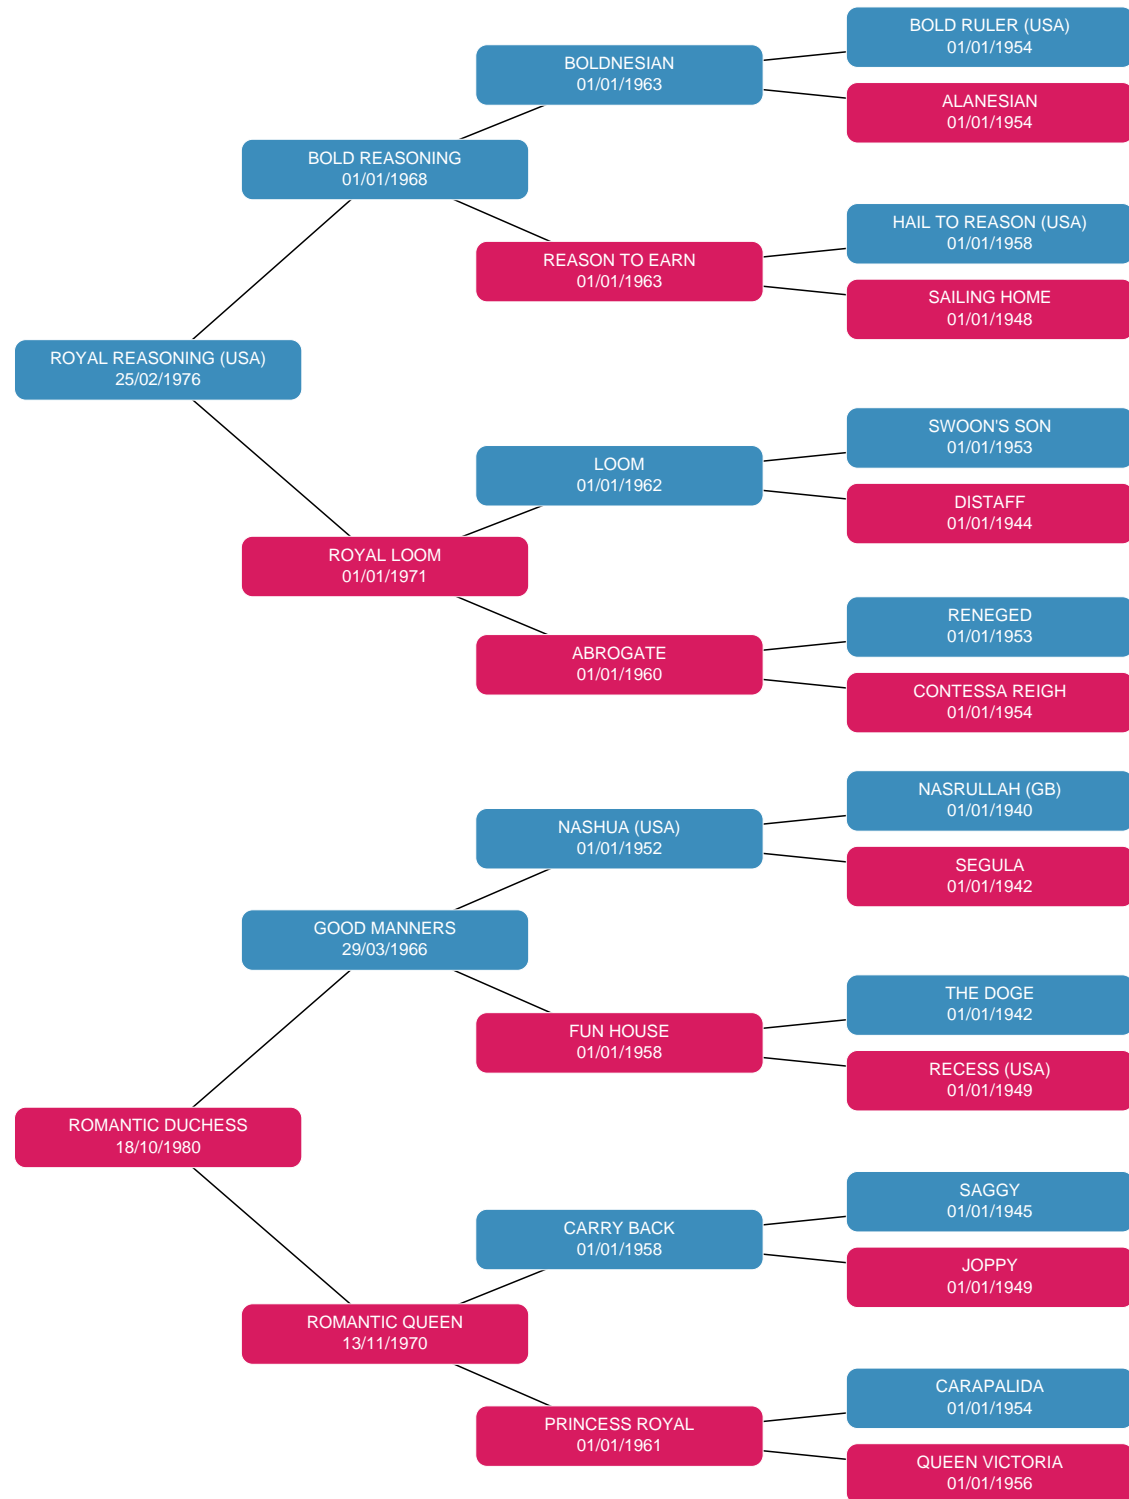 BOLD RULER (USA)
01/01/1954
BOLDNESIAN
01/01/1963
ALANESIAN
01/01/1954
BOLD REASONING
01/01/1968
HAIL TO REASON (USA)
01/01/1958
REASON TO EARN
01/01/1963
SAILING HOME
01/01/1948
ROYAL REASONING (USA)
25/02/1976
SWOON'S SON
01/01/1953
LOOM
01/01/1962
DISTAFF
01/01/1944
ROYAL LOOM
01/01/1971
RENEGED
01/01/1953
ABROGATE
01/01/1960
CONTESSA REIGH
01/01/1954
NASRULLAH (GB)
01/01/1940
NASHUA (USA)
01/01/1952
SEGULA
01/01/1942
GOOD MANNERS
29/03/1966
THE DOGE
01/01/1942
FUN HOUSE
01/01/1958
RECESS (USA)
01/01/1949
ROMANTIC DUCHESS
18/10/1980
SAGGY
01/01/1945
CARRY BACK
01/01/1958
JOPPY
01/01/1949
ROMANTIC QUEEN
13/11/1970
CARAPALIDA
01/01/1954
PRINCESS ROYAL
01/01/1961
QUEEN VICTORIA
01/01/1956